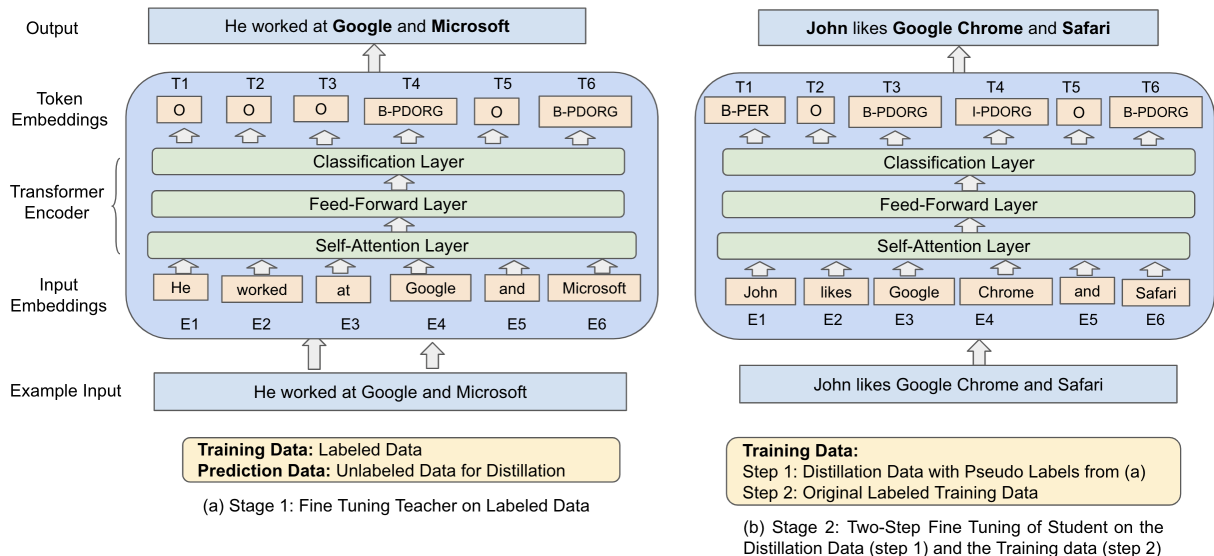 Output
He worked at Google and Microsoft
Token
Embeddings
T1 T2 T3 T4 T5 T6
O O O B-PDORG O B-PDORG
Transformer
Encoder
Classification Layer
Feed-Forward Layer
Self-Attention Layer
Input
Embeddings
He worked at Google and Microsoft
E1 E2 E3 E4 E5 E6
Example Input
He worked at Google and Microsoft
Training Data: Labeled Data
Prediction Data: Unlabeled Data for Distillation
(a) Stage 1: Fine Tuning Teacher on Labeled Data
John likes Google Chrome and Safari
T1 T2 T3 T4 T5 T6
B-PER O B-PDORG I-PDORG O B-PDORG
Classification Layer
Feed-Forward Layer
Self-Attention Layer
John likes Google Chrome and Safari
E1 E2 E3 E4 E5 E6
John likes Google Chrome and Safari
Training Data:
Step 1: Distillation Data with Pseudo Labels from (a)
Step 2: Original Labeled Training Data
(b) Stage 2: Two-Step Fine Tuning of Student on the
Distillation Data (step 1) and the Training data (step 2)